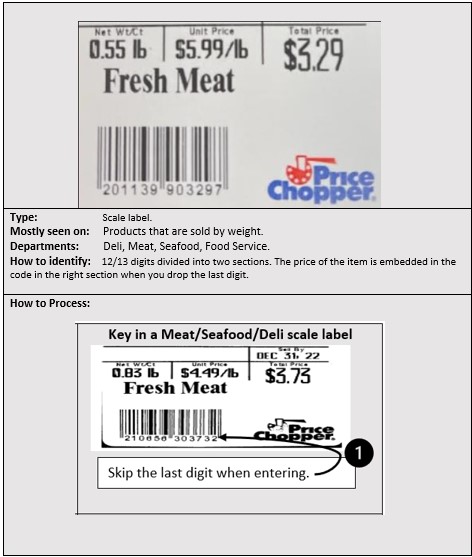 Net Wt/Ct Unit Price Total Price
0.55 lb $5.99/lb $3.29
Fresh Meat
201139 903297
Price
Chopper
Type: Scale label.
Mostly seen on: Products that are sold by weight.
Departments: Deli, Meat, Seafood, Food Service.
How to identify: 12/13 digits divided into two sections. The price of the item is embedded in the
code in the right section when you drop the last digit.
How to Process:
Key in a Meat/Seafood/Deli scale label
Sell By
DEC 31, 22
Net Wt/Ct Unit Price Total Price
0.83 lb $4.49/lb $3.73
Fresh Meat
210656 303732
Price
Chopper.
1
Skip the last digit when entering.